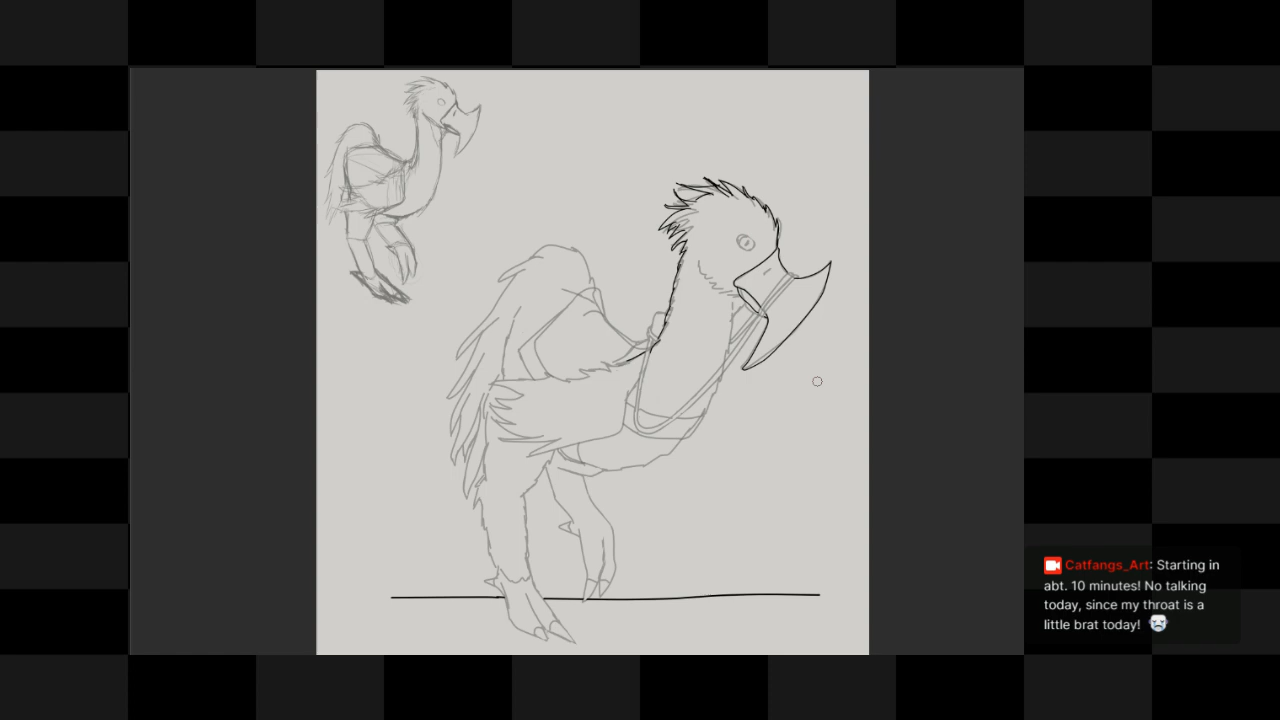 Catfangs_Art: Starting in
abt. 10 minutes! No talking
today, since my throat is a
little brat today!